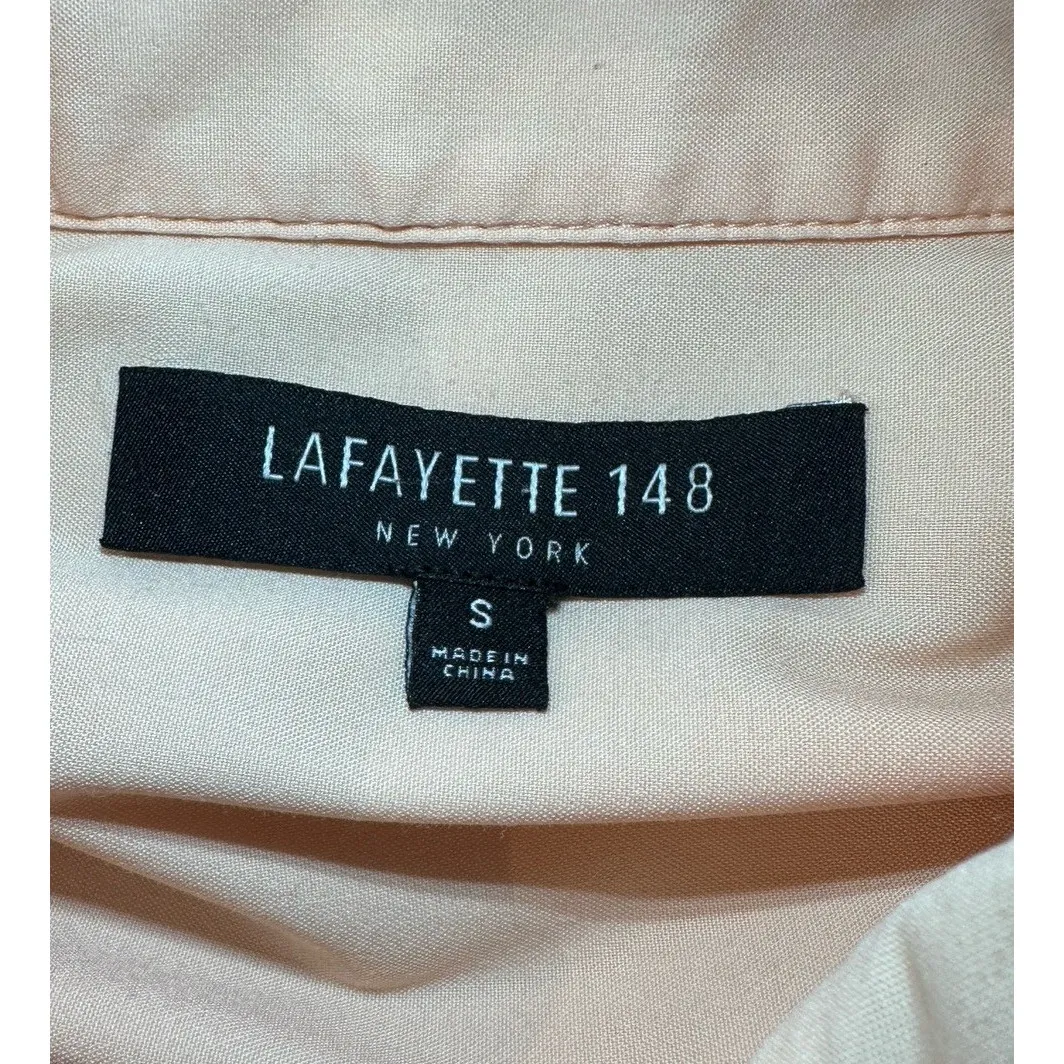 LAFAYETTE 148
NEW YORK
S
MADE IN
CHINA